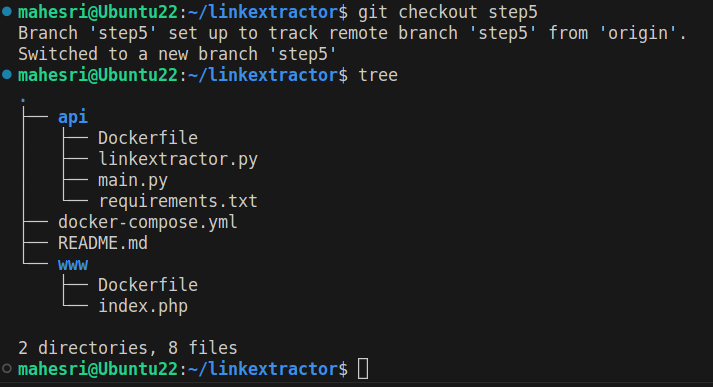 mahesri@Ubuntu22:~/linkextractor$ git checkout step5
Branch 'step5' set up to track remote branch 'step5' from 'origin'.
Switched to a new branch 'step5'
mahesri@Ubuntu22:~/linkextractor$ tree
.
├── api
│   ├── Dockerfile
│   ├── linkextractor.py
│   ├── main.py
│   └── requirements.txt
├── docker-compose.yml
├── README.md
└── www
    ├── Dockerfile
    └── index.php

2 directories, 8 files
mahesri@Ubuntu22:~/linkextractor$